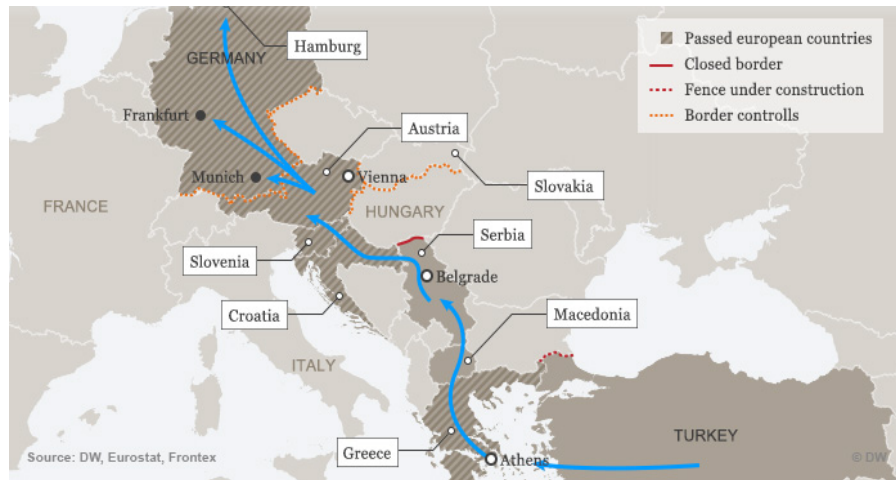 Hamburg
GERMANY
Passed european countries
Closed border
Fence under construction
Border controlls
Frankfurt
Austria
Munich
Vienna
Slovakia
FRANCE
HUNGARY
Serbia
Slovenia
Belgrade
Croatia
Macedonia
ITALY
TURKEY
Greece
Athens
Source: DW, Eurostat, Frontex
© DW